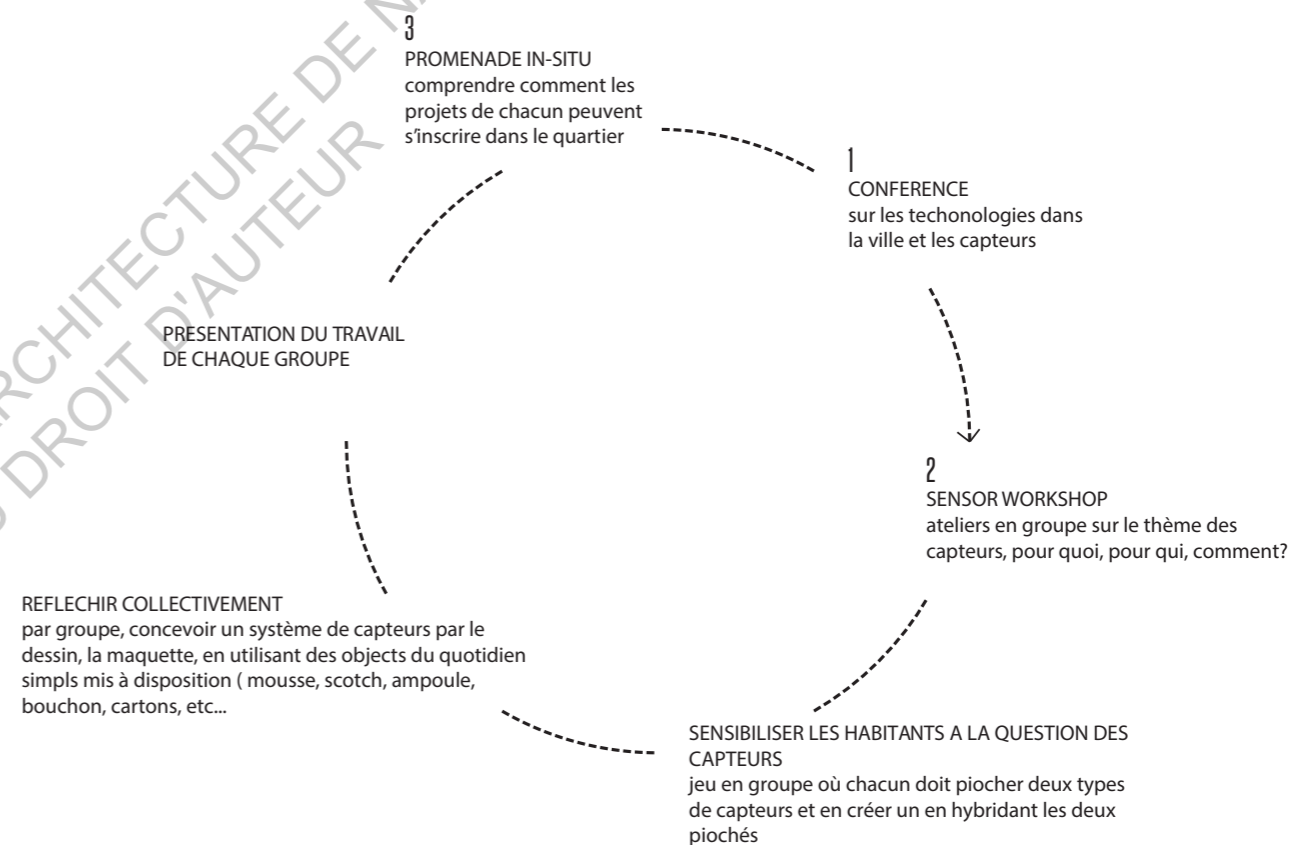 3
PROMENADE IN-SITU
comprendre comment les
projets de chacun peuvent
s'inscrire dans le quartier
1
CONFERENCE
sur les techonologies dans
la ville et les capteurs
2
SENSOR WORKSHOP
ateliers en groupe sur le thème des
capteurs, pour quoi, pour qui, comment?
SENSIBILISER LES HABITANTS A LA QUESTION DES
CAPTEURS
jeu en groupe où chacun doit piocher deux types
de capteurs et en créer un en hybridant les deux
piochés
REFLECHIR COLLECTIVEMENT
par groupe, concevoir un système de capteurs par le
dessin, la maquette, en utilisant des objects du quotidien
simpls mis à disposition ( mousse, scotch, ampoule,
bouchon, cartons, etc...
PRESENTATION DU TRAVAIL
DE CHAQUE GROUPE
ARCHITECTURE DE
DROIT D'AUTEUR